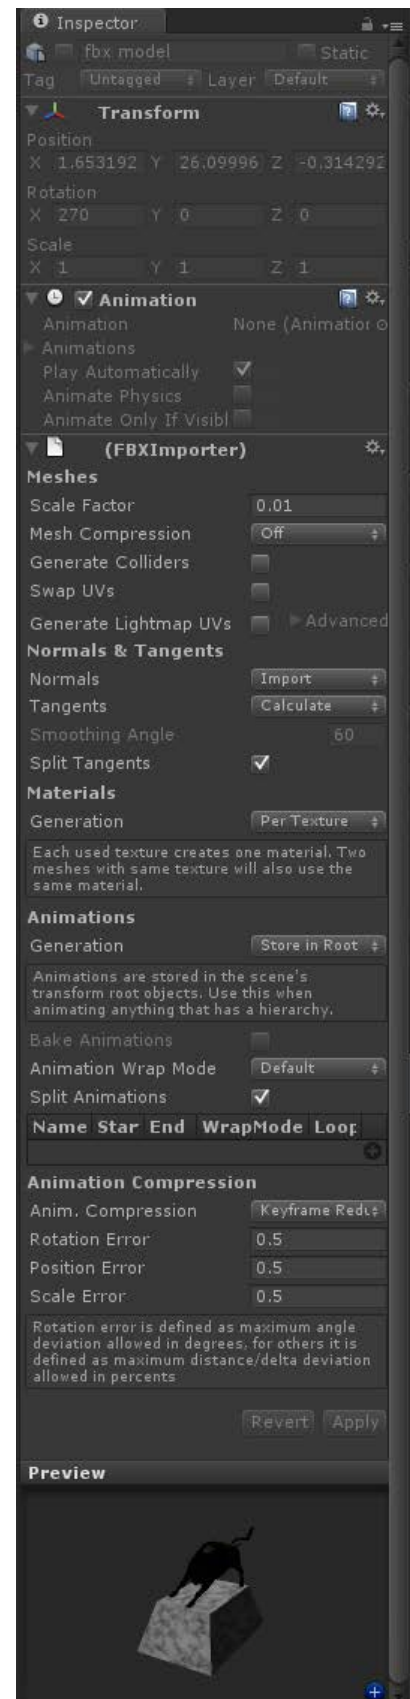 Inspector
fbx model Static
Tag Untagged Layer Default
Transform
Position
X 1.653192 Y 26.09996 Z -0.314292
Rotation
X 270 Y 0 Z 0
Scale
X 1 Y 1 Z 1
Animation
Animation None (Animation
Animations
Play Automatically
Animate Physics
Animate Only If Visibl
(FBXImporter)
Meshes
Scale Factor 0.01
Mesh Compression Off
Generate Colliders
Swap UVs
Generate Lightmap UVs Advanced
Normals & Tangents
Normals Import
Tangents Calculate
Smoothing Angle 60
Split Tangents
Materials
Generation Per Texture
Each used texture creates one material. Two
meshes with same texture will also use the
same material.
Animations
Generation Store in Root
Animations are stored in the scene's
transform root objects. Use this when
animating anything that has a hierarchy.
Bake Animations
Animation Wrap Mode Default
Split Animations
Name Star End WrapMode Loop
Animation Compression
Anim. Compression Keyframe Redu
Rotation Error 0.5
Position Error 0.5
Scale Error 0.5
Rotation error is defined as maximum angle
deviation allowed in degrees, for others it is
defined as maximum distance/delta deviation
allowed in percents
Revert Apply
Preview